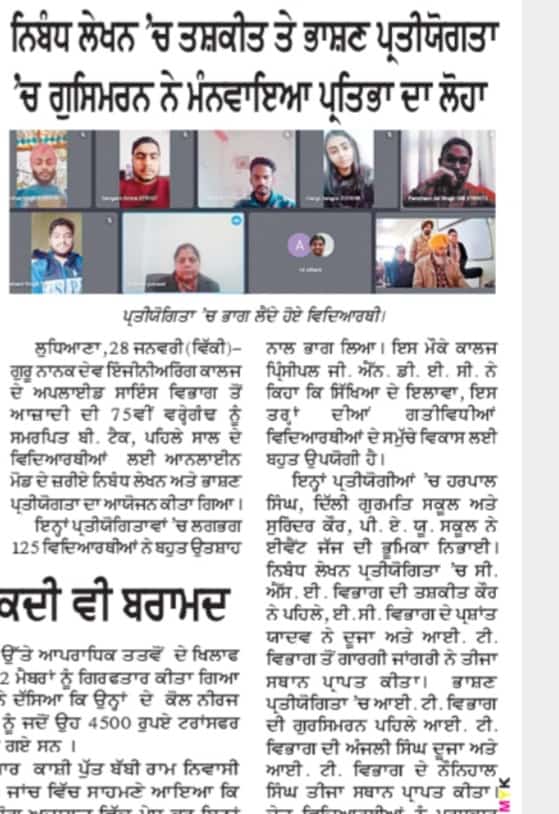 ਨਿਬੰਧ ਲੇਖਨ ’ਚ ਤਸ਼ਕੀਤ ਤੇ ਭਾਸ਼ਣ ਪ੍ਰਤੀਯੋਗਤਾ
’ਚ ਗੁਸਿਮਰਨ ਨੇ ਮੰਨਵਾਇਆ ਪ੍ਰਤਿਭਾ ਦਾ ਲੋਹਾ
A
ਪ੍ਰਤੀਯੋਗਿਤਾ ’ਚ ਭਾਗ ਲੈਂਦੇ ਹੋਏ ਵਿਦਿਆਰਥੀ।
ਲੁਧਿਆਣਾ,28 ਜਨਵਰੀ(ਵਿੱਕੀ)–
ਗੁਰੂ ਨਾਨਕ ਦੇਵ ਇੰਜੀਨੀਅਰਿੰਗ ਕਾਲਜ
ਦੇ ਅਪਲਾਈਡ ਸਾਇੰਸ ਵਿਭਾਗ ਤੋਂ
ਆਜ਼ਾਦੀ ਦੀ 75ਵੀਂ ਵਰ੍ਹੇਗੰਢ ਨੂੰ
ਸਮਰਪਿਤ ਬੀ. ਟੈਕ, ਪਹਿਲੇ ਸਾਲ ਦੇ
ਵਿਦਿਆਰਥੀਆਂ ਲਈ ਆਨਲਾਈਨ
ਮੋਡ ਦੇ ਜ਼ਰੀਏ ਨਿਬੰਧ ਲੇਖਨ ਅਤੇ ਭਾਸ਼ਣ
ਪ੍ਰਤੀਯੋਗਤਾ ਦਾ ਆਯੋਜਨ ਕੀਤਾ ਗਿਆ।
ਇਨ੍ਹਾਂ ਪ੍ਰਤੀਯੋਗਿਤਾਵਾਂ ’ਚ ਲਗਭਗ
125 ਵਿਦਿਆਰਥੀਆਂ ਨੇ ਬਹੁਤ ਉਤਸ਼ਾਹ
ਨਾਲ ਭਾਗ ਲਿਆ। ਇਸ ਮੌਕੇ ਕਾਲਜ
ਪ੍ਰਿੰਸੀਪਲ ਜੀ. ਐੱਨ. ਡੀ. ਈ. ਸੀ. ਨੇ
ਕਿਹਾ ਕਿ ਸਿੱਖਿਆ ਦੇ ਇਲਾਵਾ, ਇਸ
ਤਰ੍ਹਾਂ ਦੀਆਂ ਗਤੀਵਿਧੀਆਂ
ਵਿਦਿਆਰਥੀਆਂ ਦੇ ਸਮੁੱਚੇ ਵਿਕਾਸ ਲਈ
ਬਹੁਤ ਉਪਯੋਗੀ ਹੈ।
ਇਨ੍ਹਾਂ ਪ੍ਰਤੀਯੋਗੀਆਂ ’ਚ ਹਰਪਾਲ
ਸਿੰਘ, ਦਿੱਲੀ ਗੁਰਮਤਿ ਸਕੂਲ ਅਤੇ
ਸੁਰਿੰਦਰ ਕੌਰ, ਪੀ. ਏ. ਯੂ. ਸਕੂਲ ਨੇ
ਈਵੈਂਟ ਜੱਜ ਦੀ ਭੂਮਿਕਾ ਨਿਭਾਈ।
ਨਿਬੰਧ ਲੇਖਨ ਪ੍ਰਤੀਯੋਗਿਤਾ ’ਚ ਸੀ.
ਐੱਸ. ਈ. ਵਿਭਾਗ ਦੀ ਤਸ਼ਕੀਤ ਕੌਰ
ਨੇ ਪਹਿਲੇ, ਈ.ਸੀ. ਵਿਭਾਗ ਦੇ ਪ੍ਰਸ਼ਾਂਤ
ਯਾਦਵ ਨੇ ਦੂਜਾ ਅਤੇ ਆਈ. ਟੀ.
ਵਿਭਾਗ ਤੋਂ ਗਾਰਗੀ ਜਾਂਗਰੀ ਨੇ ਤੀਜਾ
ਸਥਾਨ ਪ੍ਰਾਪਤ ਕੀਤਾ। ਭਾਸ਼ਣ
ਪ੍ਰਤੀਯੋਗਿਤਾ ’ਚ ਆਈ. ਟੀ. ਵਿਭਾਗ
ਦੀ ਗੁਰਸਿਮਰਨ ਪਹਿਲੇ ਆਈ. ਟੀ.
ਵਿਭਾਗ ਦੀ ਅੰਜਲੀ ਸਿੰਘ ਦੂਜਾ ਅਤੇ
ਆਈ. ਟੀ. ਵਿਭਾਗ ਦੇ ਨੌਨਿਹਾਲ
ਸਿੰਘ ਤੀਜਾ ਸਥਾਨ ਪ੍ਰਾਪਤ ਕੀਤਾ।
ਕਦੀ ਵੀ ਬਰਾਮਦ
ਉੱਤੇ ਆਪਰਾਧਿਕ ਤਤਵੋਂ ਦੇ ਖਿਲਾਫ
2 ਮੈਬਰਾਂ ਨੂੰ ਗਿਰਫਤਾਰ ਕੀਤਾ ਗਿਆ
ਨੇ ਦੱਸਿਆ ਕਿ ਉਨ੍ਹਾਂ ਦੇ ਕੋਲ ਨੀਰਜ
ਨੂੰ ਜਦੋਂ ਉਹ 4500 ਰੁਪਏ ਟਰਾਂਸਫਰ
ਗਏ ਸਨ ।
ਾਰ ਕਾਸ਼ੀ ਪੁੱਤ ਬੱਬੀ ਰਾਮ ਨਿਵਾਸੀ
ਜਾਂਚ ਵਿੱਚ ਸਾਹਮਣੇ ਆਇਆ ਕਿ
MYK